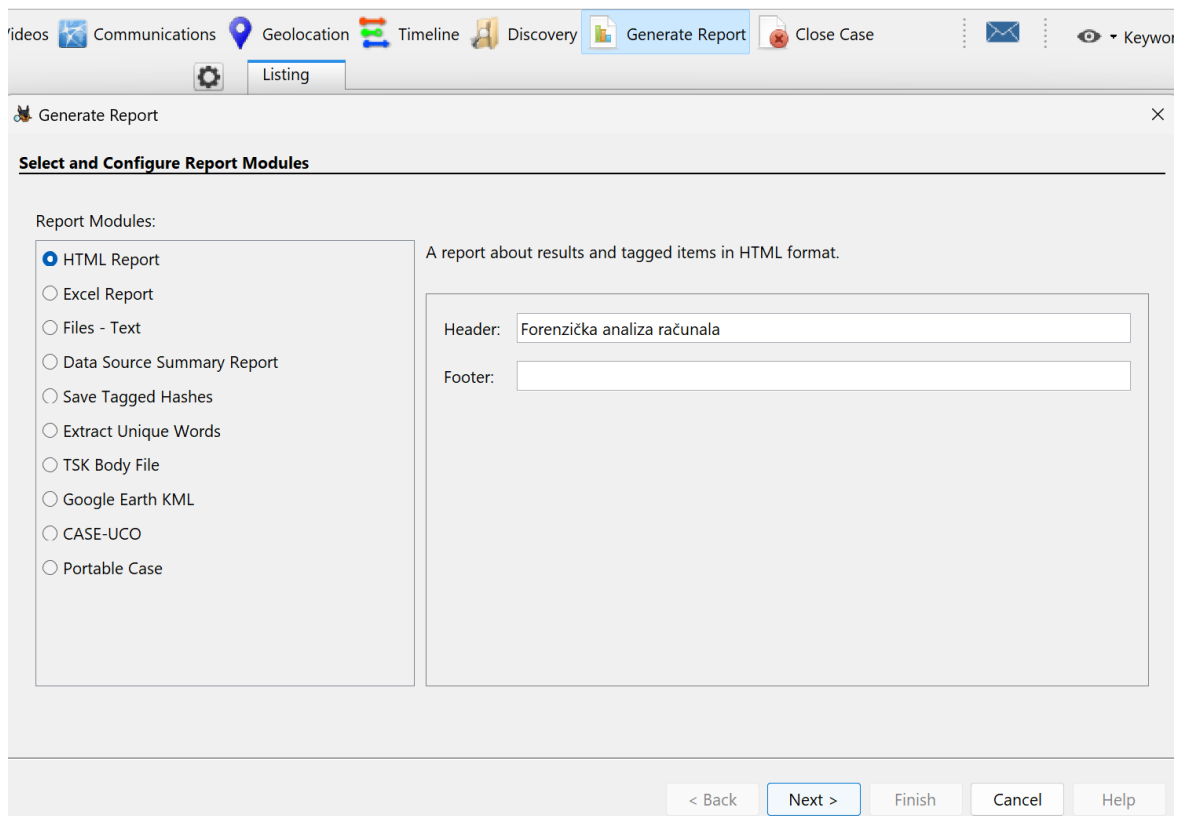 Communications Geolocation Timeline Discovery Generate Report Close Case
Listing
Generate Report
Select and Configure Report Modules
Report Modules:
HTML Report
Excel Report
Files - Text
Data Source Summary Report
Save Tagged Hashes
Extract Unique Words
TSK Body File
Google Earth KML
CASE-UCO
Portable Case
A report about results and tagged items in HTML format.
Header: Forenzička analiza računala
Footer:
< Back Next > Finish Cancel Help